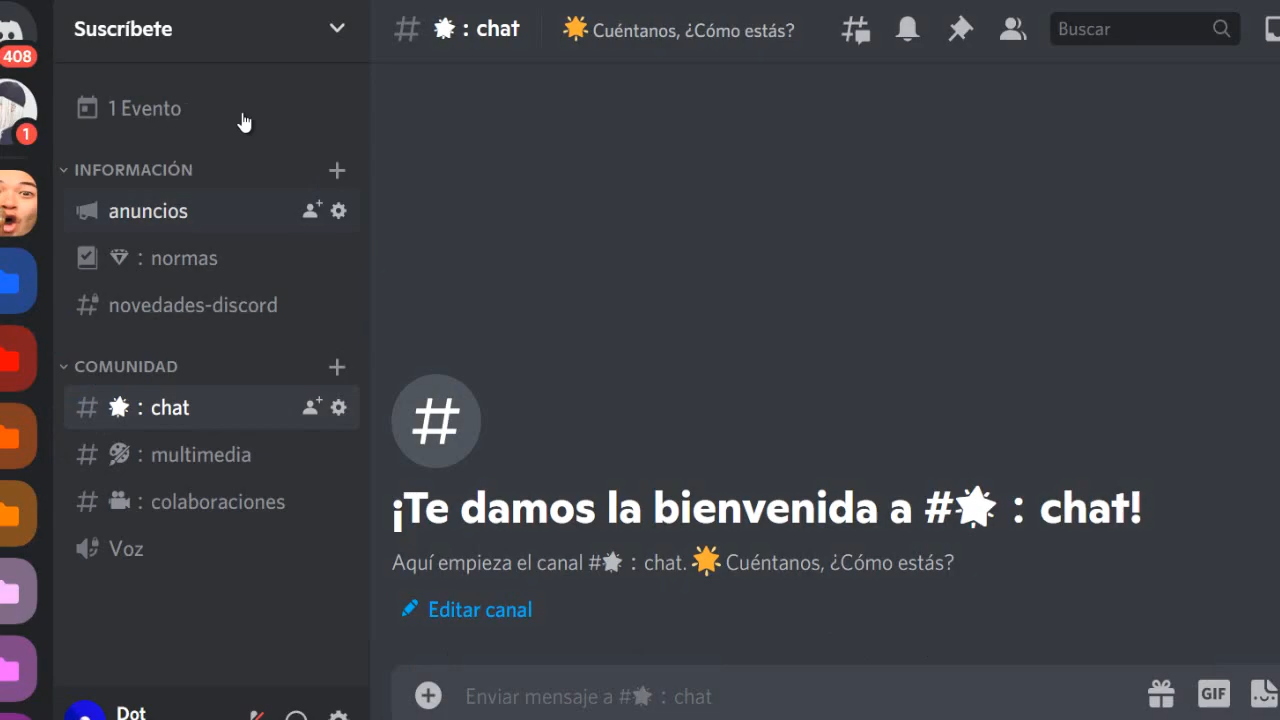 Suscríbete
408
1
1 Evento
INFORMACIÓN
anuncios
: normas
novedades-discord
COMUNIDAD
: chat
: multimedia
: colaboraciones
Voz
Dot
# 🌟 : chat
🌟 Cuéntanos, ¿Cómo estás?
Buscar
¡Te damos la bienvenida a #🌟 : chat!
Aquí empieza el canal #🌟 : chat. 🌟 Cuéntanos, ¿Cómo estás?
Editar canal
Enviar mensaje a #🌟 : chat
GIF